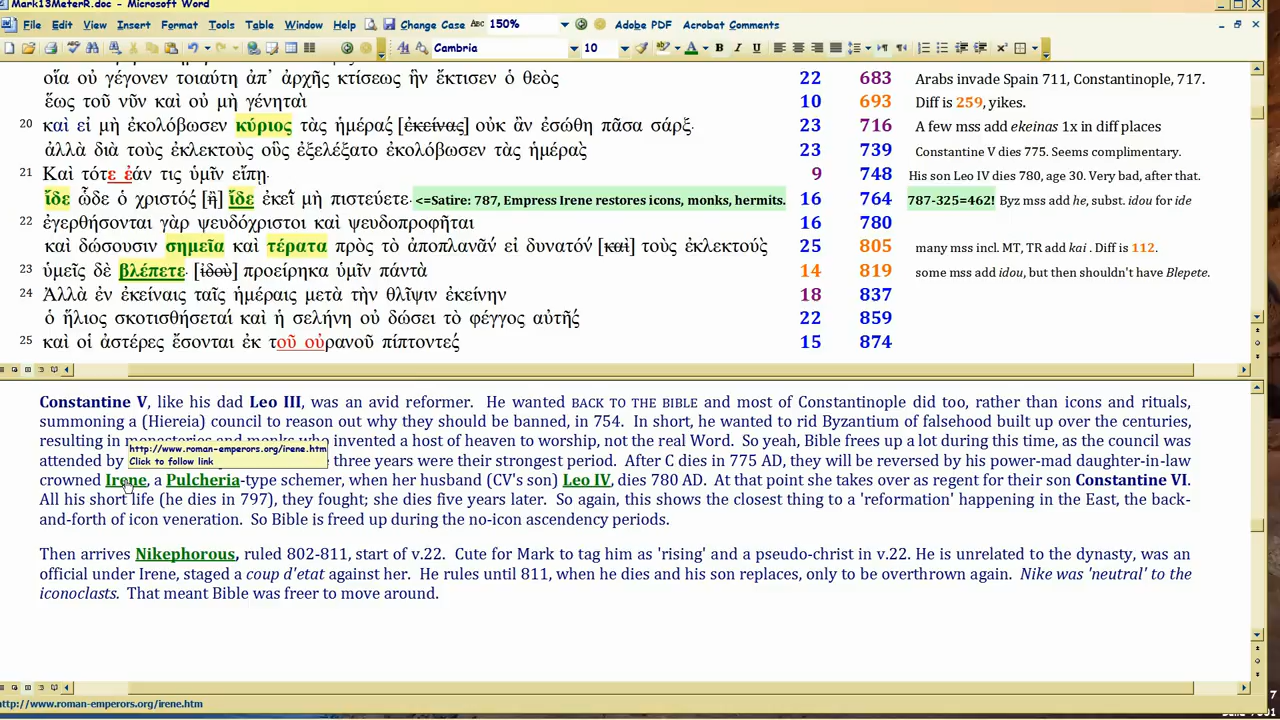 Mark13MeterR.doc - Microsoft Word
File Edit View Insert Format Tools Table Window Help Change Case ABC 150% Adobe PDF Acrobat Comments
Cambria 10
οἵα οὐ γέγονεν τοιαύτη ἀπ᾽ ἀρχῆς κτίσεως ἣν ἔκτισεν ὁ θεὸς 22 683 Arabs invade Spain 711, Constantinople, 717.
ἕως τοῦ νῦν καὶ οὐ μὴ γένηταὶ 10 693 Diff is 259, yikes.
20 καὶ εἰ μὴ ἐκολόβωσεν κύριος τὰς ἡμέρας [ἐκείνας] οὐκ ἂν ἐσώθη πᾶσα σάρξ· 23 716 A few mss add ekeinas 1x in diff places
ἀλλὰ διὰ τοὺς ἐκλεκτοὺς οὓς ἐξελέξατο ἐκολόβωσεν τὰς ἡμέρας 23 739 Constantine V dies 775. Seems complimentary.
21 Καὶ τότε ἐάν τις ὑμῖν εἴπῃ· 9 748 His son Leo IV dies 780, age 30. Very bad, after that.
ἴδε ὧδε ὁ χριστός [ἢ] ἴδε ἐκεῖ μὴ πιστεύετε· <=Satire: 787, Empress Irene restores icons, monks, hermits. 16 764 787-325=462! Byz mss add he, subst. idou for ide
22 ἐγερθήσονται γὰρ ψευδόχριστοι καὶ ψευδοπροφῆται 16 780
καὶ δώσουσιν σημεῖα καὶ τέρατα πρὸς τὸ ἀποπλανᾶν εἰ δυνατόν [καὶ] τοὺς ἐκλεκτούς 25 805 many mss incl. MT, TR add kai . Diff is 112.
23 ὑμεῖς δὲ βλέπετε· [ἰδοὺ] προείρηκα ὑμῖν πάντα 14 819 some mss add idou, but then shouldn't have Blepete.
24 Ἀλλὰ ἐν ἐκείναις ταῖς ἡμέραις μετὰ τὴν θλῖψιν ἐκείνην 18 837
ὁ ἥλιος σκοτισθήσεταί καὶ ἡ σελήνη οὐ δώσει τὸ φέγγος αὐτῆς 22 859
25 καὶ οἱ ἀστέρες ἔσονται ἐκ τοῦ οὐρανοῦ πίπτοντες 15 874
Constantine V, like his dad Leo III, was an avid reformer. He wanted BACK TO THE BIBLE and most of Constantinople did too, rather than icons and rituals,
summoning a (Hiereia) council to reason out why they should be banned, in 754. In short, he wanted to rid Byzantium of falsehood built up over the centuries,
resulting in monasteries and monks who invented a host of heaven to worship, not the real Word. So yeah, Bible frees up a lot during this time, as the council was
attended by three years were their strongest period. After C dies in 775 AD, they will be reversed by his power-mad daughter-in-law
http://www.roman-emperors.org/irene.htm
Click to follow link
crowned Irene, a Pulcheria-type schemer, when her husband (CV's son) Leo IV, dies 780 AD. At that point she takes over as regent for their son Constantine VI.
All his short life (he dies in 797), they fought; she dies five years later. So again, this shows the closest thing to a 'reformation' happening in the East, the back-
and-forth of icon veneration. So Bible is freed up during the no-icon ascendency periods.
Then arrives Nikephorous, ruled 802-811, start of v.22. Cute for Mark to tag him as 'rising' and a pseudo-christ in v.22. He is unrelated to the dynasty, was an
official under Irene, staged a coup d'etat against her. He rules until 811, when he dies and his son replaces, only to be overthrown again. Nike was 'neutral' to the
iconoclasts. That meant Bible was freer to move around.
http://www.roman-emperors.org/irene.htm